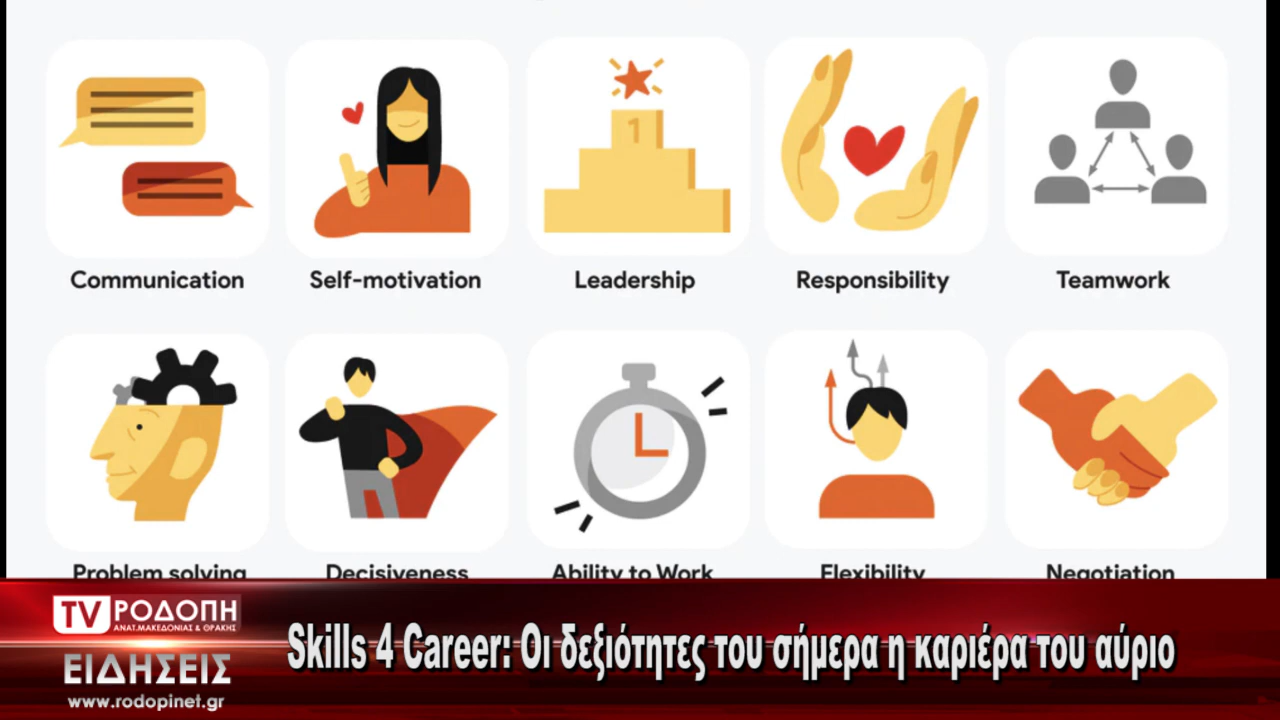 Communication
Self-motivation
Leadership
Responsibility
Teamwork
1
Problem solving
Decisiveness
Ability to Work
Flexibility
Negotiation
TV ΡΟΔΟΠΗ
ΑΝΑΤ.ΜΑΚΕΔΟΝΙΑΣ & ΘΡΑΚΗΣ
ΕΙΔΗΣΕΙΣ
www.rodopinet.gr
Skills 4 Career: Οι δεξιότητες του σήμερα η καριέρα του αύριο